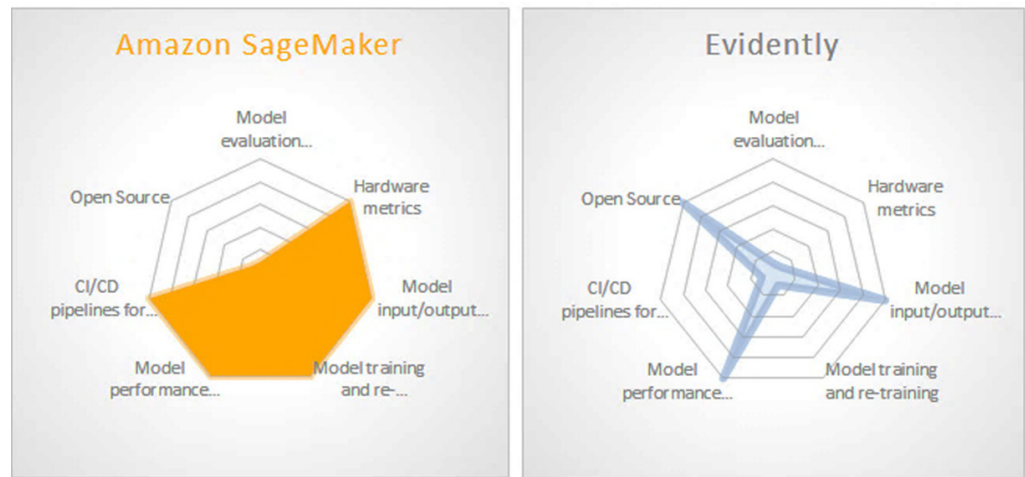 Amazon SageMaker
Model
evaluation...
Hardware
metrics
Model
input/output...
Model training
and re-...
Model
performance...
CI/CD
pipelines for...
Open Source
Evidently
Model
evaluation...
Hardware
metrics
Model
input/output...
Model training
and re-training
Model
performance...
CI/CD
pipelines for...
Open Source